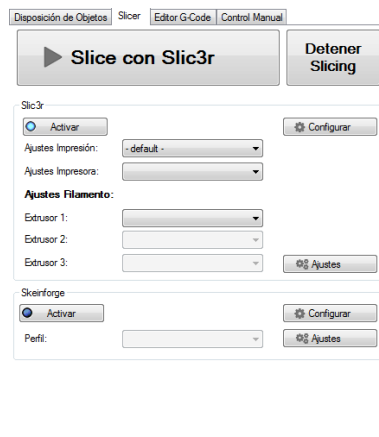 Disposición de Objetos Slicer Editor G-Code Control Manual
Slice con Slic3r
Detener
Slicing
Slic3r
Activar
Configurar
Ajustes Impresión: - default -
Ajustes Impresora:
Ajustes Filamento:
Extrusor 1:
Extrusor 2:
Extrusor 3:
Ajustes
Skeinforge
Activar
Configurar
Perfil:
Ajustes